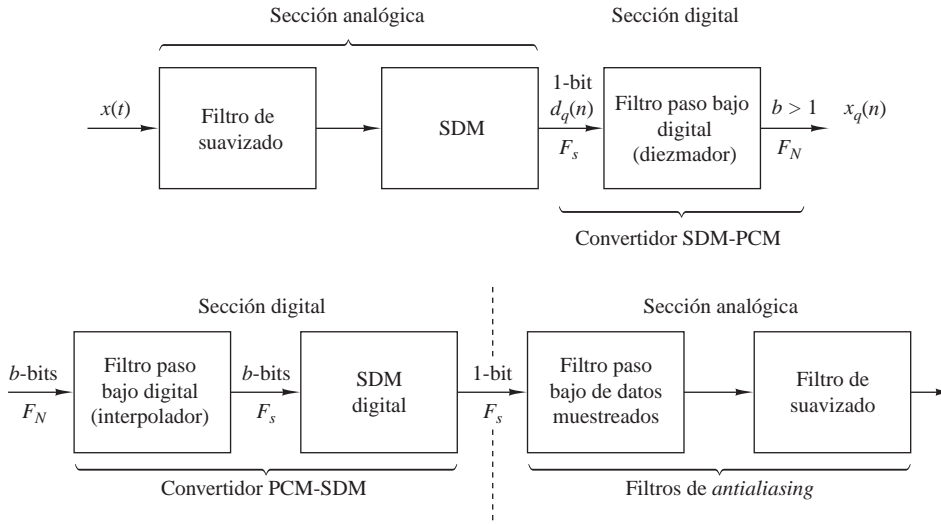 Sección analógica
Sección digital
x(t)
Filtro de
suavizado
SDM
1-bit
d_q(n)
F_s
Filtro paso bajo
digital
(diezmador)
b > 1
F_N
x_q(n)
Convertidor SDM-PCM
Sección digital
Sección analógica
b-bits
F_N
Filtro paso
bajo digital
(interpolador)
b-bits
F_s
SDM
digital
1-bit
F_s
Filtro paso
bajo de datos
muestreados
Filtro de
suavizado
Convertidor PCM-SDM
Filtros de antialiasing